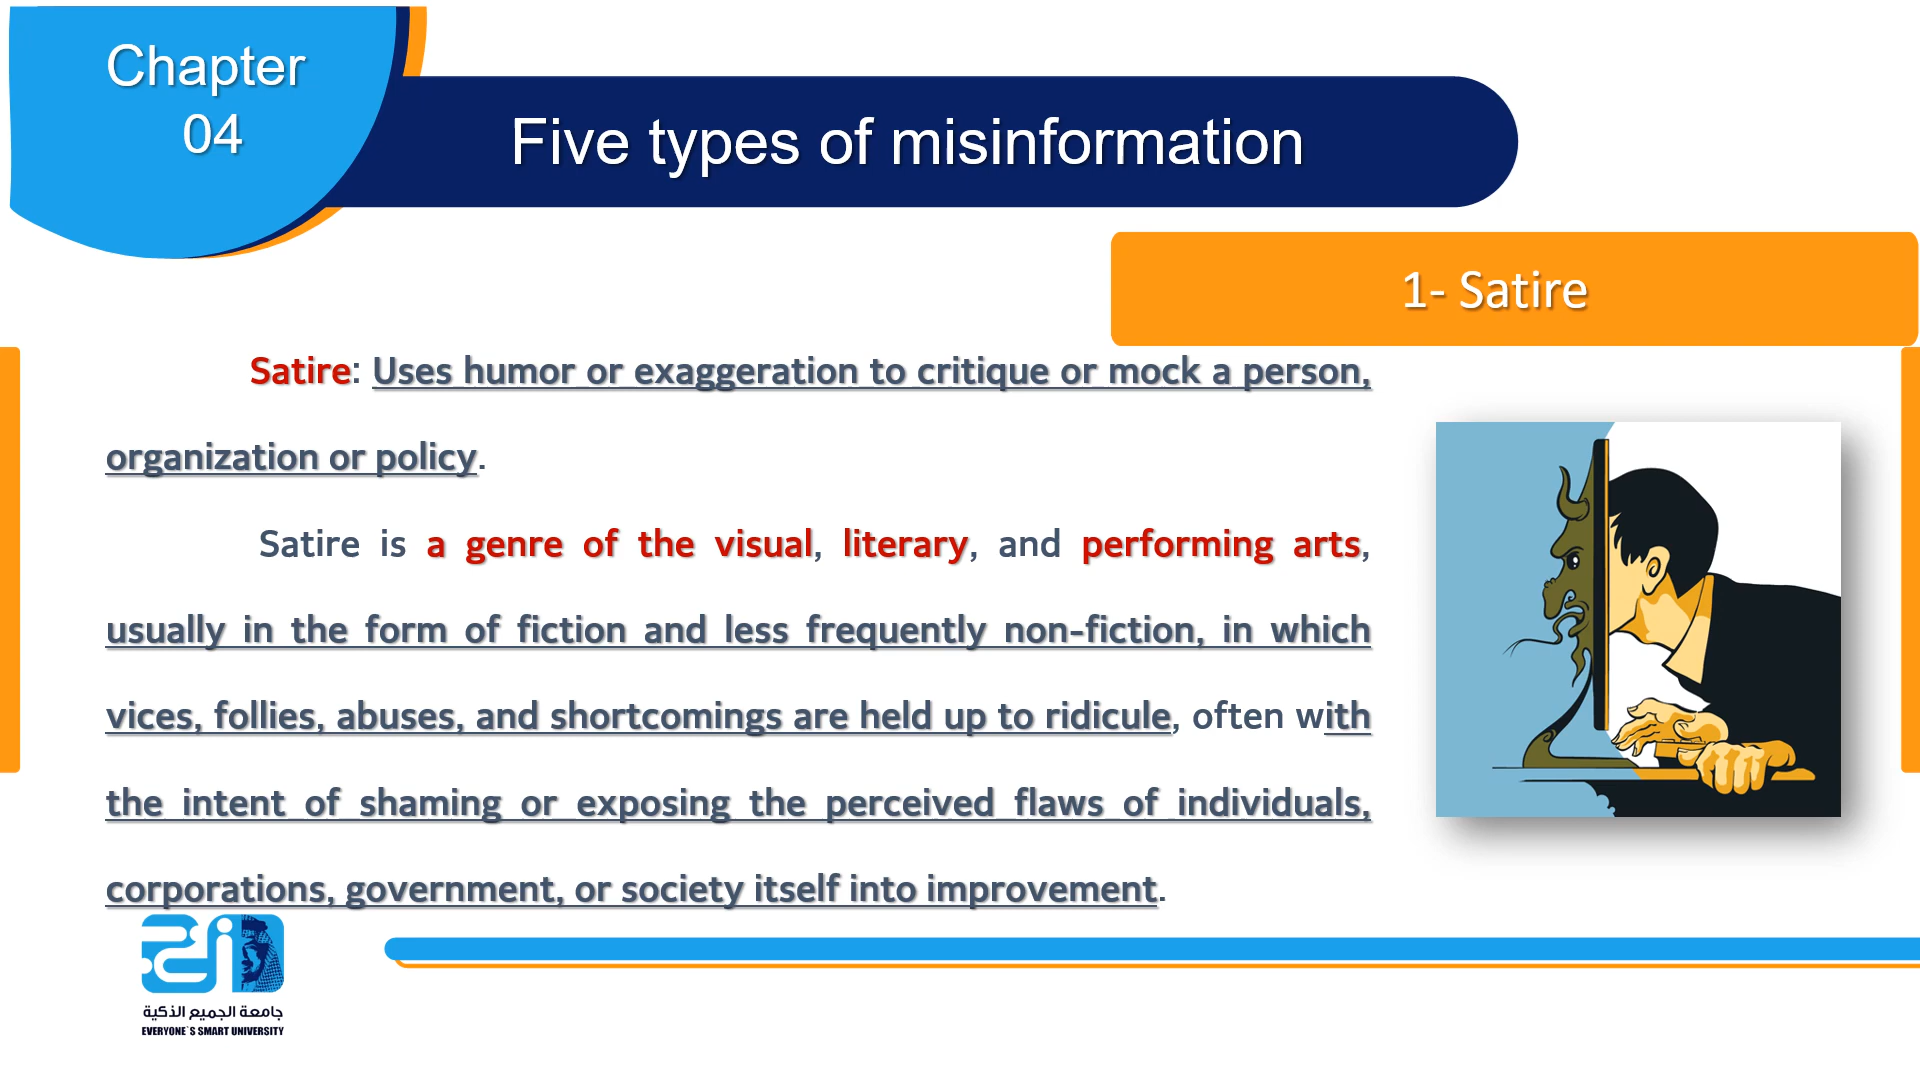 Chapter
04
Five types of misinformation
1- Satire
Satire: Uses humor or exaggeration to critique or mock a person,
organization or policy.
Satire is a genre of the visual, literary, and performing arts,
usually in the form of fiction and less frequently non-fiction, in which
vices, follies, abuses, and shortcomings are held up to ridicule, often with
the intent of shaming or exposing the perceived flaws of individuals,
corporations, government, or society itself into improvement.
جامعة الجميع الذكية
EVERYONE`S SMART UNIVERSITY